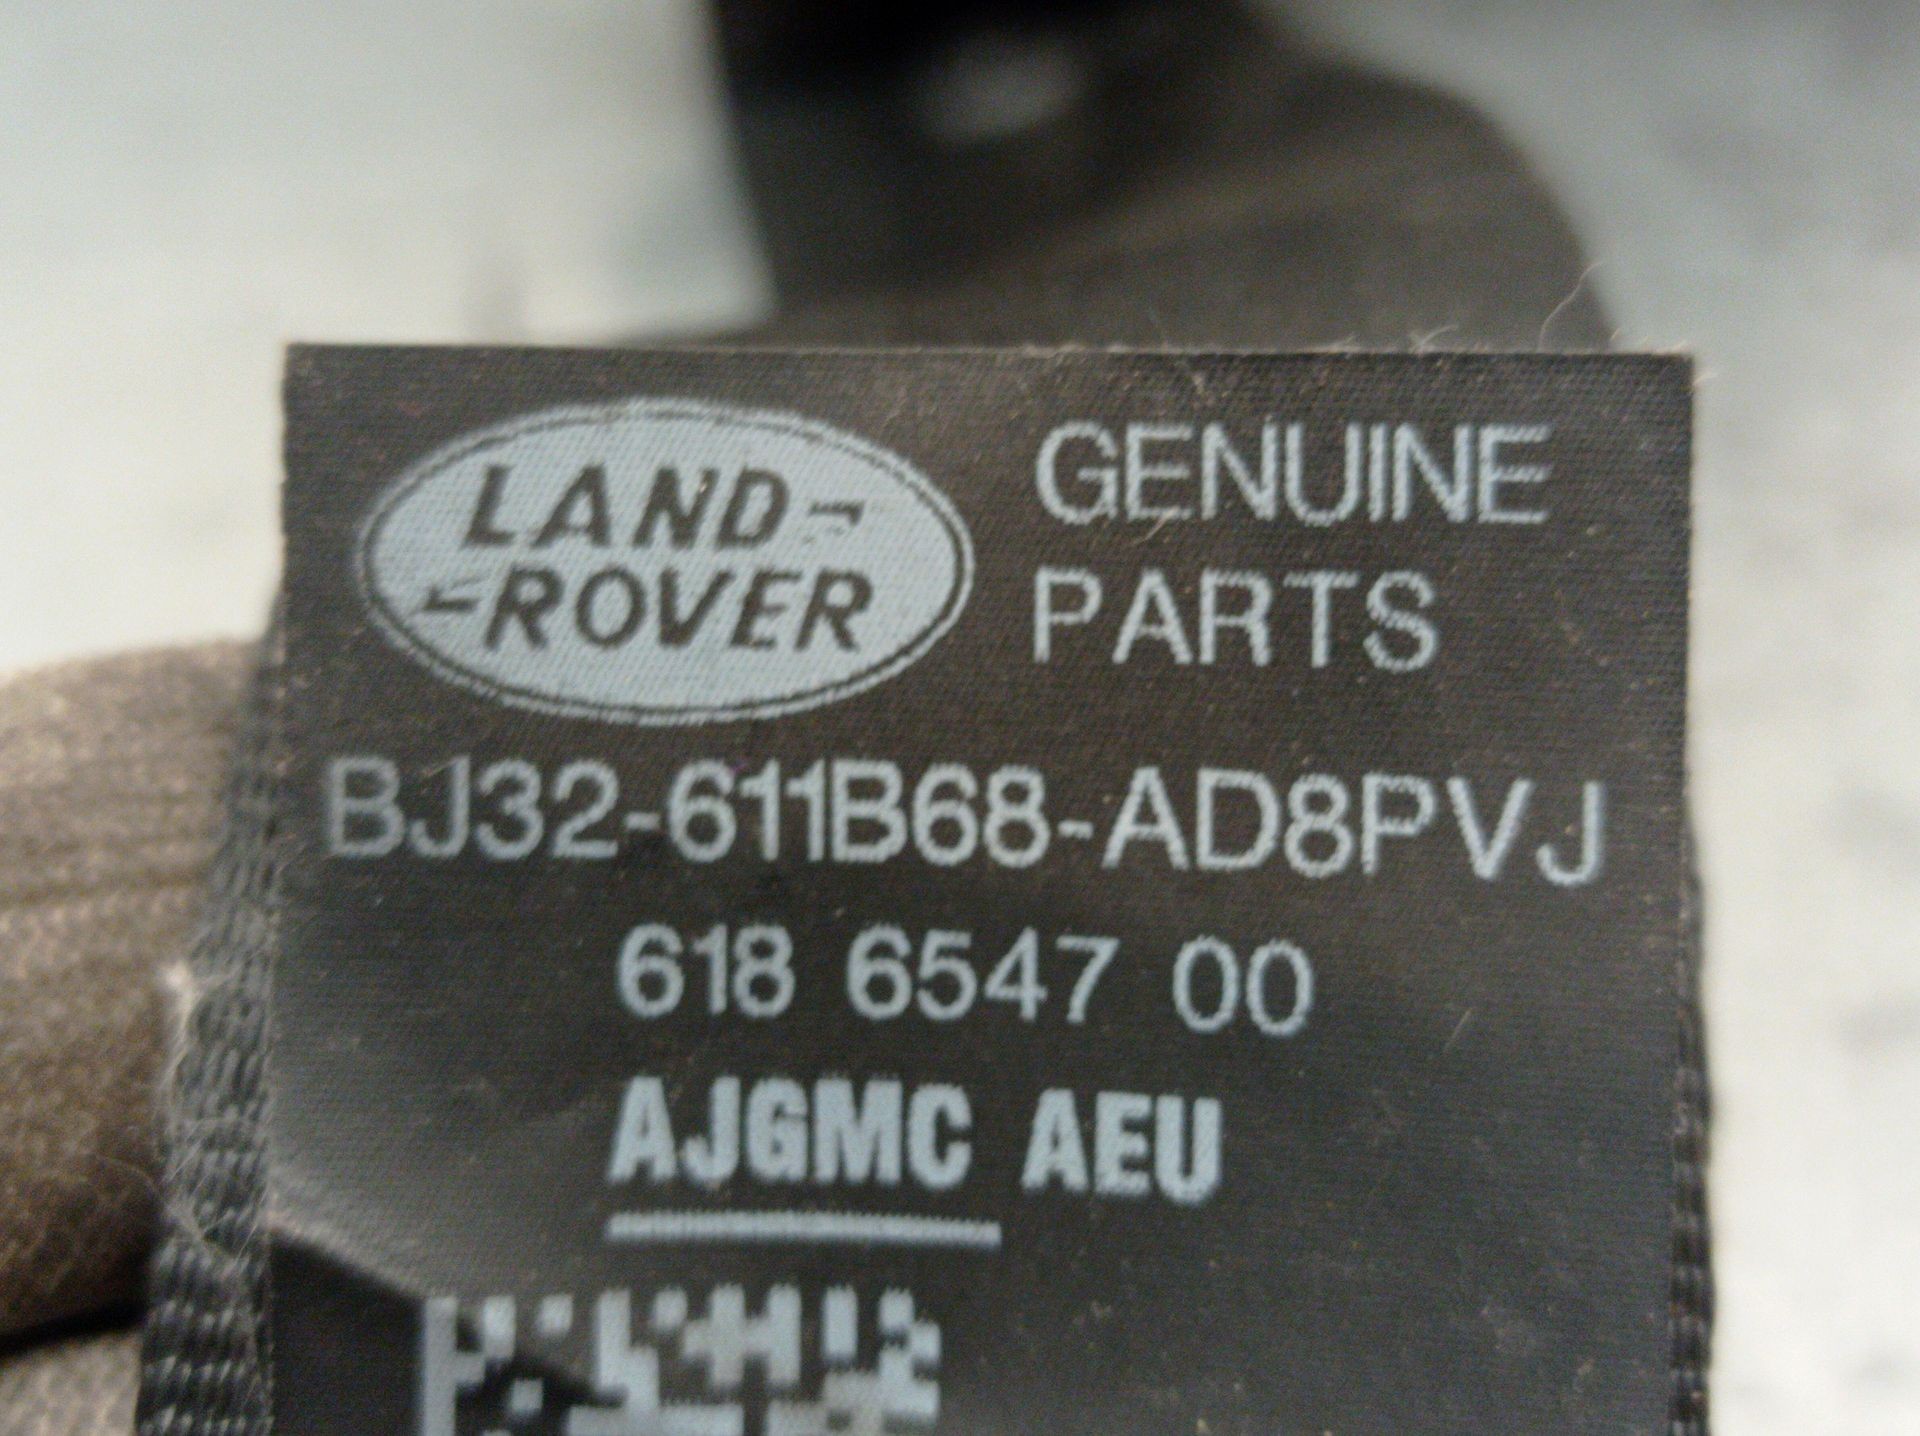 LAND-
-ROVER
GENUINE
PARTS
BJ32-611B68-AD8PVJ
618 6547 00
AJGMC AEU